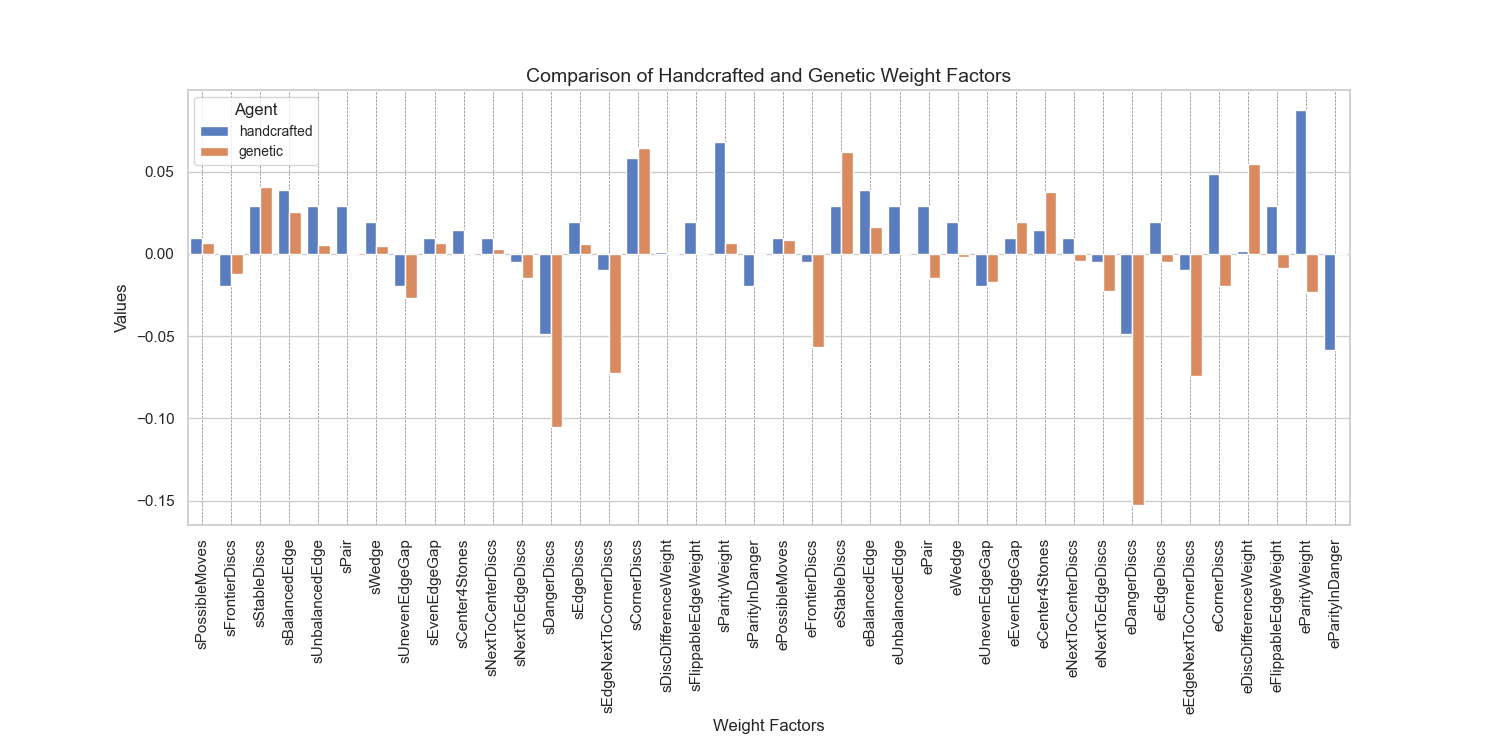 Comparison of Handcrafted and Genetic Weight Factors
Agent
handcrafted
genetic
Values
0.05
0.00
−0.05
−0.10
−0.15
sPossibleMoves
sFrontierDiscs
sStableDiscs
sBalancedEdge
sUnbalancedEdge
sPair
sWedge
sUnevenEdgeGap
sEvenEdgeGap
sCenter4Stones
sNextToCenterDiscs
sNextToEdgeDiscs
sDangerDiscs
sEdgeDiscs
sEdgeNextToCornerDiscs
sCornerDiscs
sDiscDifferenceWeight
sFlippableEdgeWeight
sParityWeight
sParityInDanger
ePossibleMoves
eFrontierDiscs
eStableDiscs
eBalancedEdge
eUnbalancedEdge
ePair
eWedge
eUnevenEdgeGap
eEvenEdgeGap
eCenter4Stones
eNextToCenterDiscs
eNextToEdgeDiscs
eDangerDiscs
eEdgeDiscs
eEdgeNextToCornerDiscs
eCornerDiscs
eDiscDifferenceWeight
eFlippableEdgeWeight
eParityWeight
eParityInDanger
Weight Factors